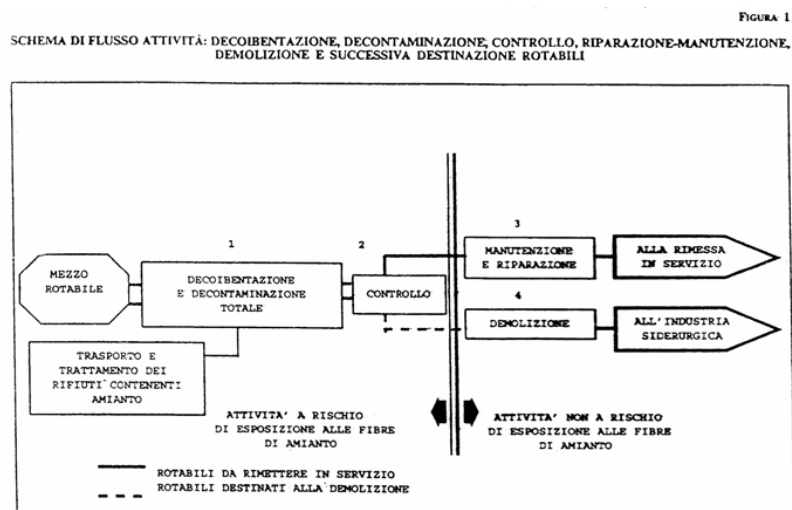 FIGURA 1
SCHEMA DI FLUSSO ATTIVITÀ: DECOIBENTAZIONE, DECONTAMINAZIONE, CONTROLLO, RIPARAZIONE-MANUTENZIONE,
DEMOLIZIONE E SUCCESSIVA DESTINAZIONE ROTABILI
MEZZO
ROTABILE
1
DECOIBENTAZIONE
E DECONTAMINAZIONE
TOTALE
2
CONTROLLO
3
MANUTENZIONE
E RIPARAZIONE
ALLA RIMESSA
IN SERVIZIO
4
DEMOLIZIONE
ALL'INDUSTRIA
SIDERURGICA
TRASPORTO E
TRATTAMENTO DEI
RIFIUTI CONTENENTI
AMIANTO
ATTIVITA' A RISCHIO
DI ESPOSIZIONE ALLE FIBRE
DI AMIANTO
ATTIVITA' NON A RISCHIO
DI ESPOSIZIONE ALLE FIBRE
DI AMIANTO
ROTABILI DA RIMETTERE IN SERVIZIO
ROTABILI DESTINATI ALLA DEMOLIZIONE